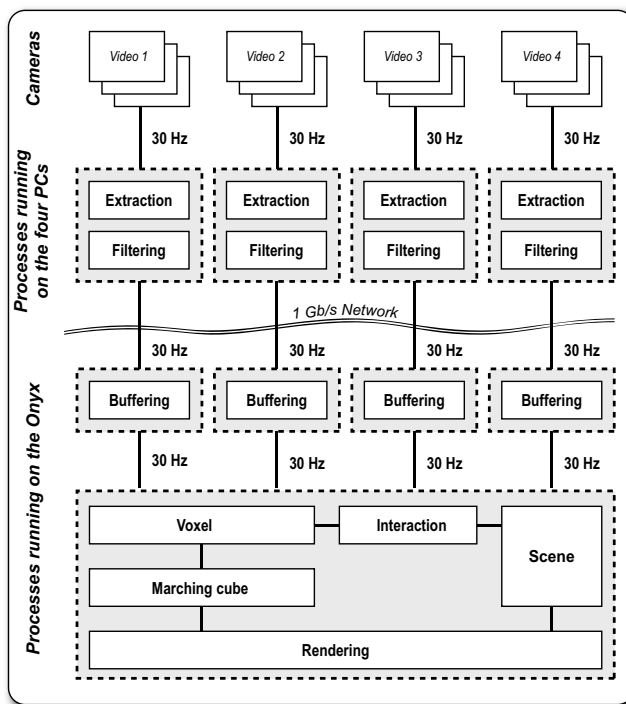 Cameras
Video 1
Video 2
Video 3
Video 4
30 Hz
30 Hz
30 Hz
30 Hz
Processes running
on the four PCs
Extraction
Extraction
Extraction
Extraction
Filtering
Filtering
Filtering
Filtering
1 Gb/s Network
30 Hz
30 Hz
30 Hz
30 Hz
Processes running on the Onyx
Buffering
Buffering
Buffering
Buffering
30 Hz
30 Hz
30 Hz
30 Hz
Voxel
Interaction
Scene
Marching cube
Rendering